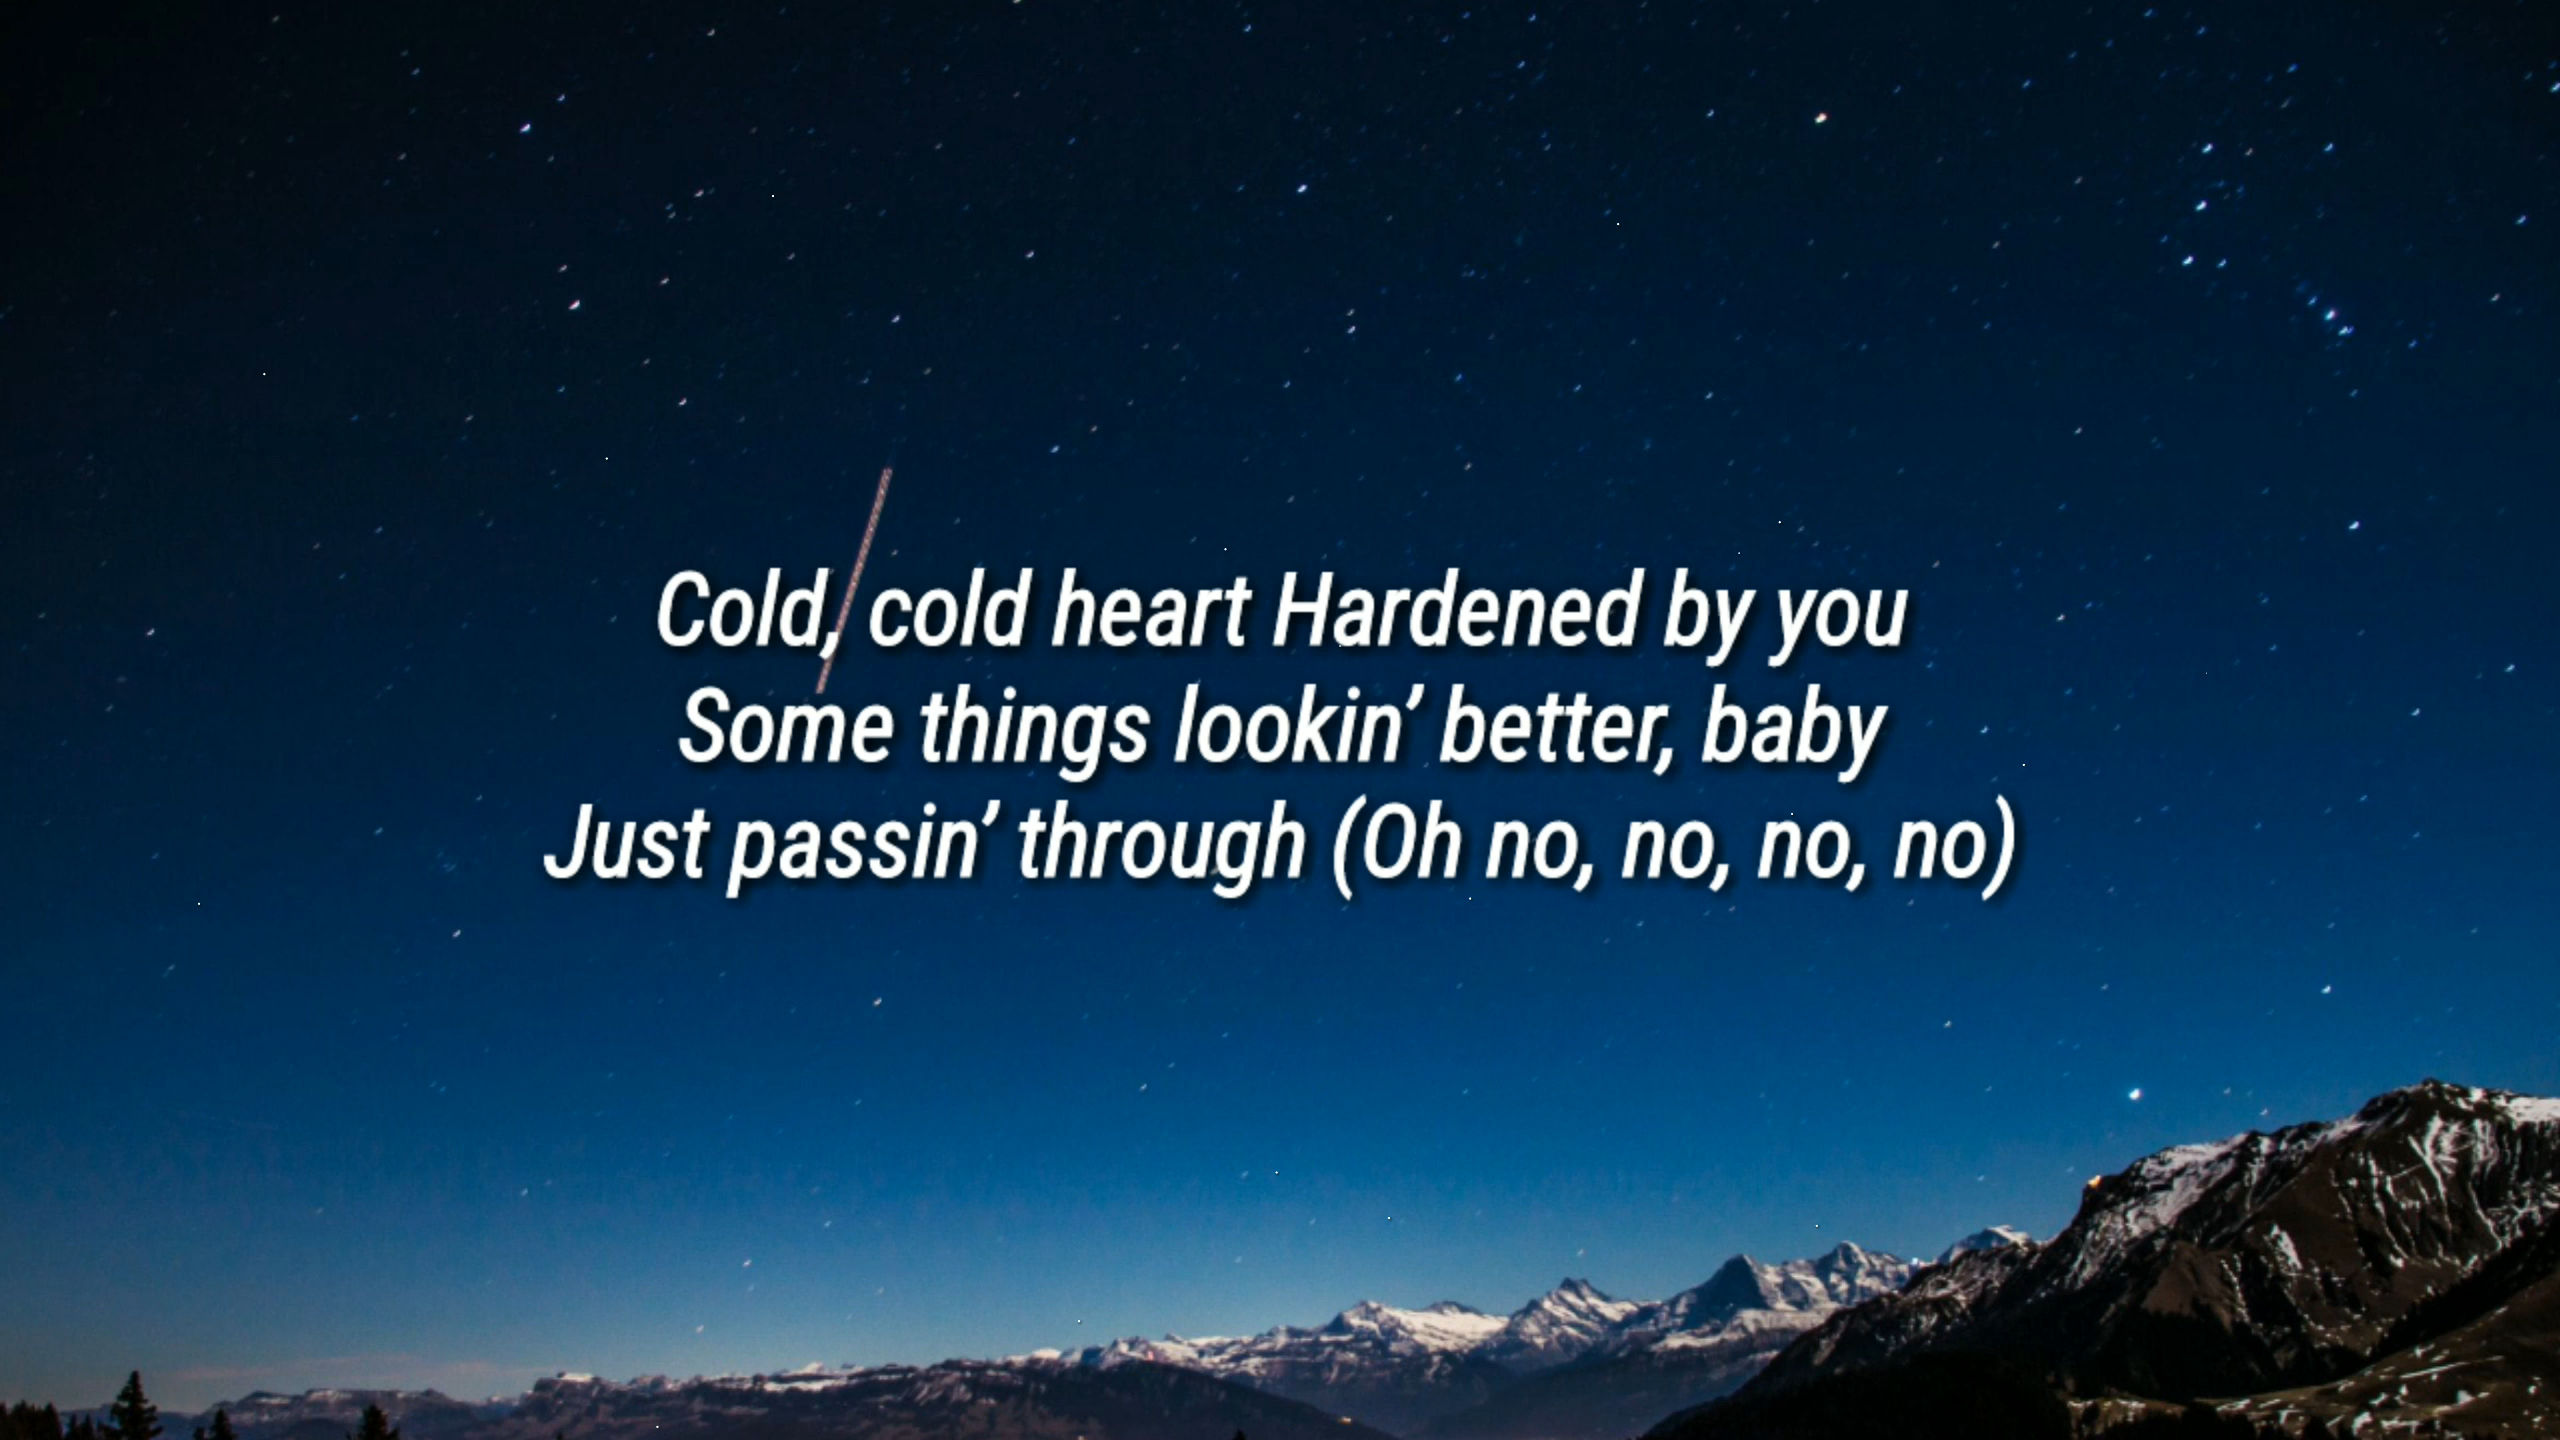 Cold, cold heart Hardened by you
Some things lookin’ better, baby
Just passin’ through (Oh no, no, no, no)